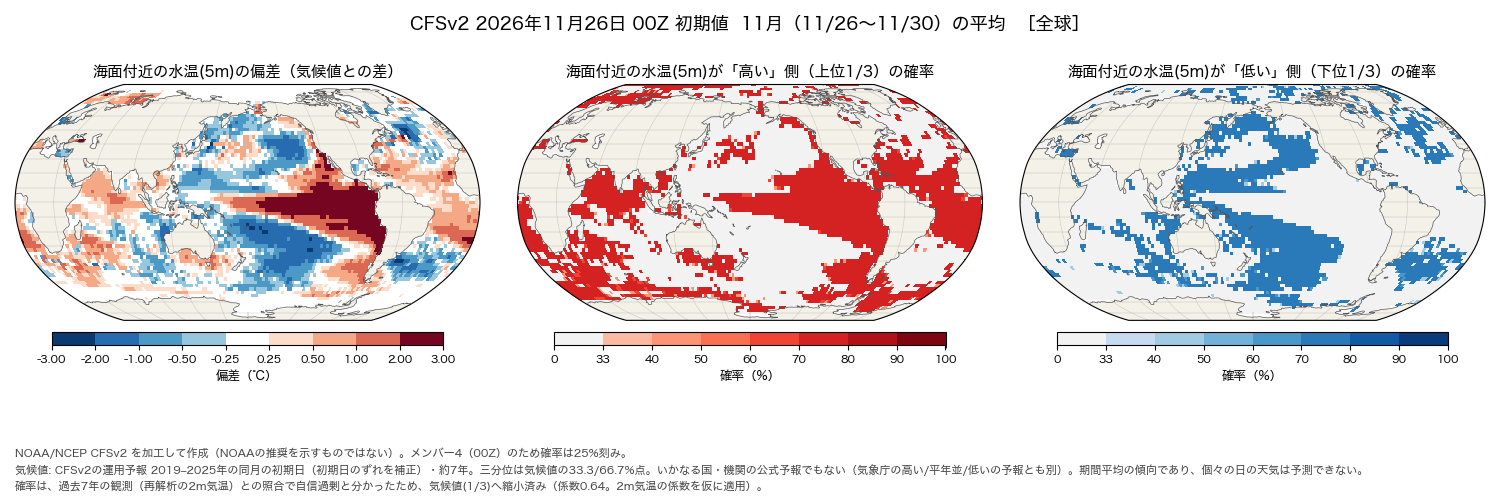 CFSv2 2026年11月26日 00Z 初期値 11月（11/26～11/30）の平均 ［全球］
海面付近の水温(5m)の偏差（気候値との差）
海面付近の水温(5m)が「高い」側（上位1/3）の確率
海面付近の水温(5m)が「低い」側（下位1/3）の確率
-3.00 -2.00 -1.00 -0.50 -0.25 0.25 0.50 1.00 2.00 3.00
偏差（℃）
0 33 40 50 60 70 80 90 100
確率（%）
0 33 40 50 60 70 80 90 100
確率（%）
NOAA/NCEP CFSv2 を加工して作成（NOAAの推奨を示すものではない）。メンバー4（00Z）のため確率は25%刻み。
気候値: CFSv2の運用予報 2019–2025年の同月の初期日（初期日のずれを補正）・約7年。三分位は気候値の33.3/66.7%点。いかなる国・機関の公式予報でもない（気象庁の高い/平年並/低いの予報とも別）。期間平均の傾向であり、個々の日の天気は予測できない。
確率は、過去7年の観測（再解析の2m気温）との照合で自信過剰と分かったため、気候値(1/3)へ縮小済み（係数0.64。2m気温の係数を仮に適用）。